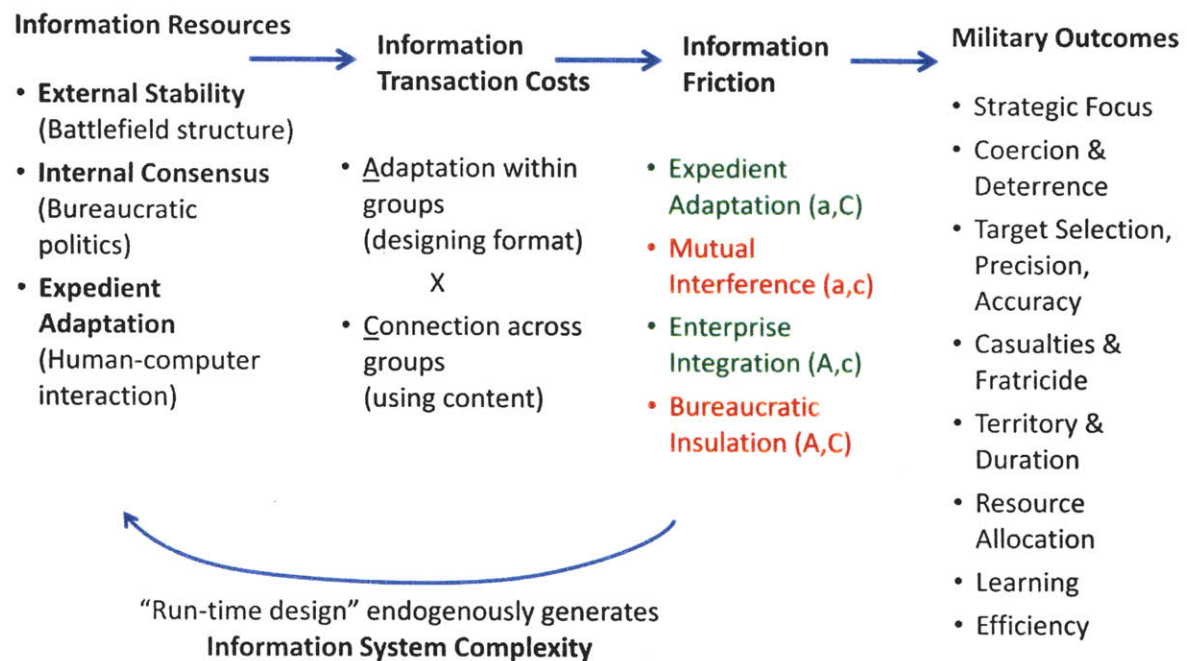 Information Resources
• External Stability
(Battlefield structure)
• Internal Consensus
(Bureaucratic
politics)
• Expedient
Adaptation
(Human-computer
interaction)
Information
Transaction Costs
• Adaptation within
groups
(designing format)
X
• Connection across
groups
(using content)
Information
Friction
• Expedient
Adaptation (a,C)
• Mutual
Interference (a,c)
• Enterprise
Integration (A,c)
• Bureaucratic
Insulation (A,C)
Military Outcomes
• Strategic Focus
• Coercion &
Deterrence
• Target Selection,
Precision,
Accuracy
• Casualties &
Fratricide
• Territory &
Duration
• Resource
Allocation
• Learning
• Efficiency
“Run-time design” endogenously generates
Information System Complexity